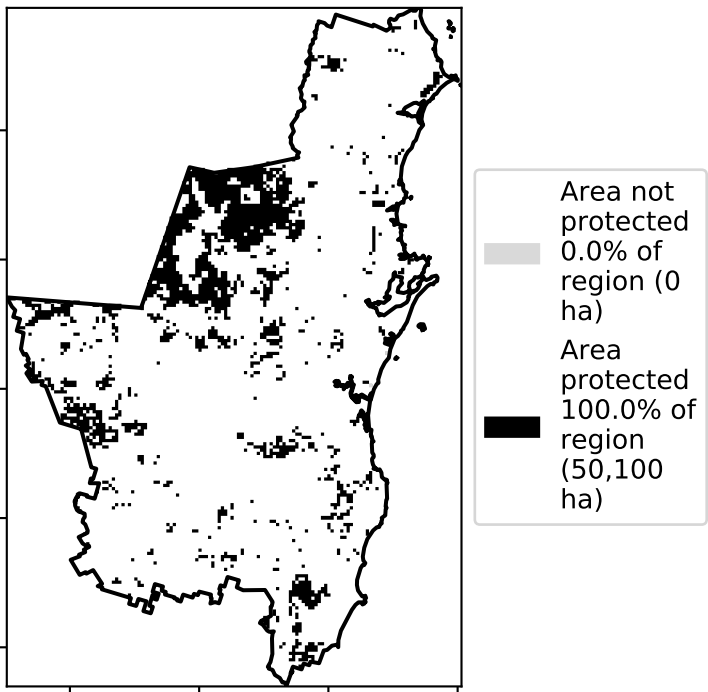 Area not
protected
0.0% of
region (0
ha)
Area
protected
100.0% of
region
(50,100
ha)